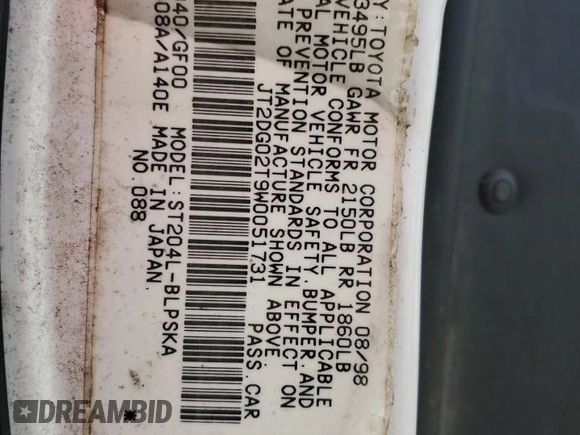 Y: TOYOTA MOTOR CORPORATION 08/98
3495LB GAWR FR 2150LB RR 1860LB
VEHICLE CONFORMS TO ALL APPLICABLE
AL MOTOR VEHICLE SAFETY,BUMPER,AND
PREVENTION STANDARDS IN EFFECT ON
ATE OF MANUFACTURE SHOWN ABOVE.
JT2DG02T9W0051731 PASS.CAR
040/GF00 MODEL:ST204L-BLPSKA
08A/A140E MADE IN JAPAN.
NO 088
DREAMBID